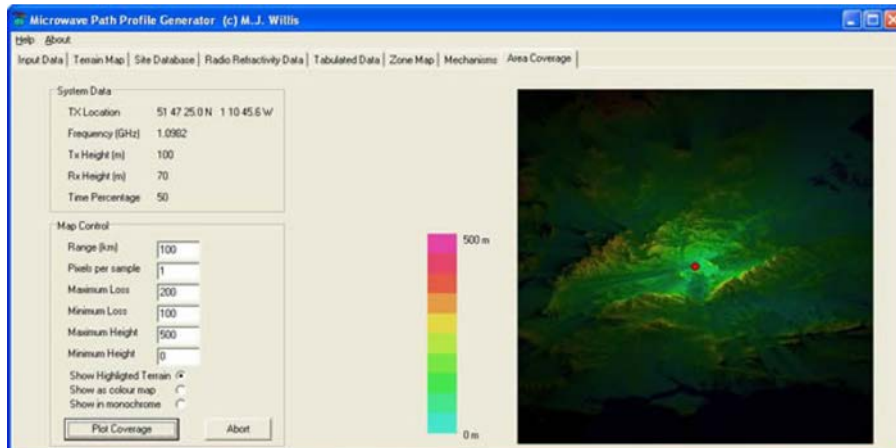 Microwave Path Profile Generator (c) M.J. Willis
Help About
Input Data Terrain Map Site Database Radio Refractivity Data Tabulated Data Zone Map Mechanisms Area Coverage
System Data
TX Location 51 47 25.0 N 1 10 45.6 W
Frequency (GHz) 1.0982
Tx Height (m) 100
Rx Height (m) 70
Time Percentage 50
Map Control
Range (km) 100
Pixels per sample 1
Maximum Loss 200
Minimum Loss 100
Maximum Height 500
Minimum Height 0
Show Highligted Terrain
Show as colour map
Show in monochrome
Plot Coverage Abort
500 m
0 m